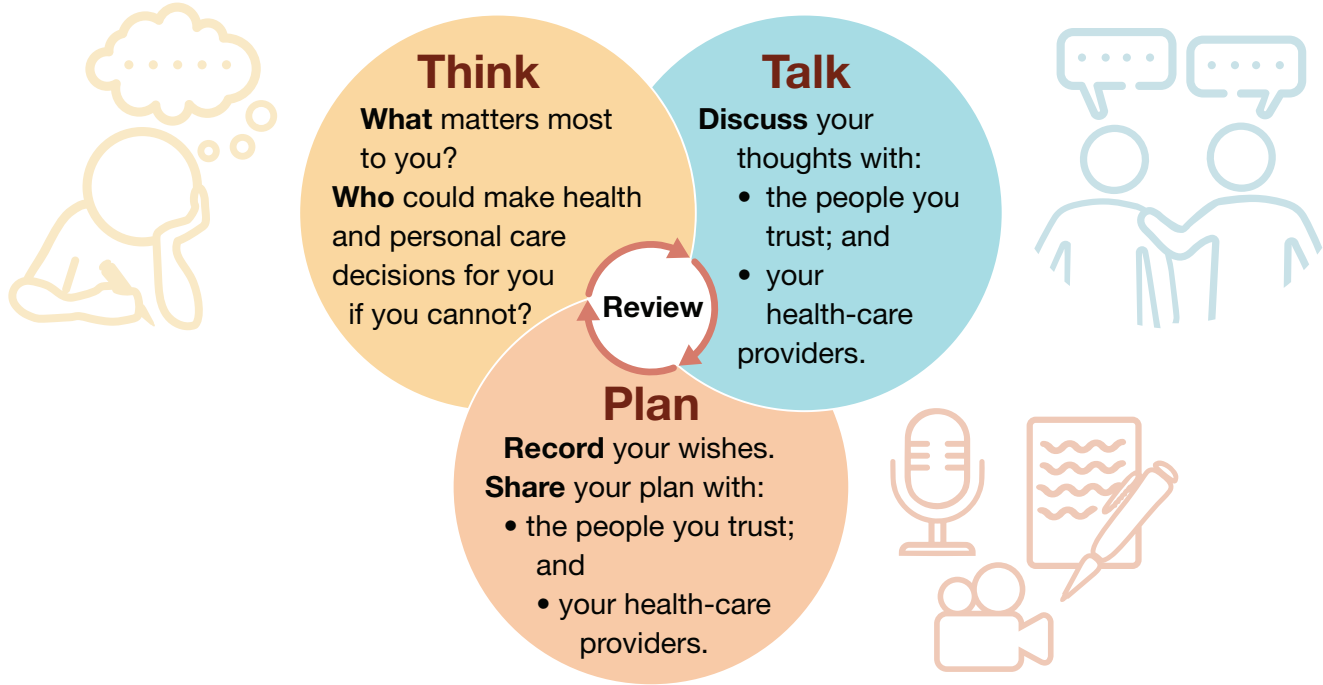 Think
What matters most
to you?
Who could make health
and personal care
decisions for you
if you cannot?
Talk
Discuss your
thoughts with:
• the people you
trust; and
• your
health-care
providers.
Review
Plan
Record your wishes.
Share your plan with:
• the people you trust;
and
• your health-care
providers.